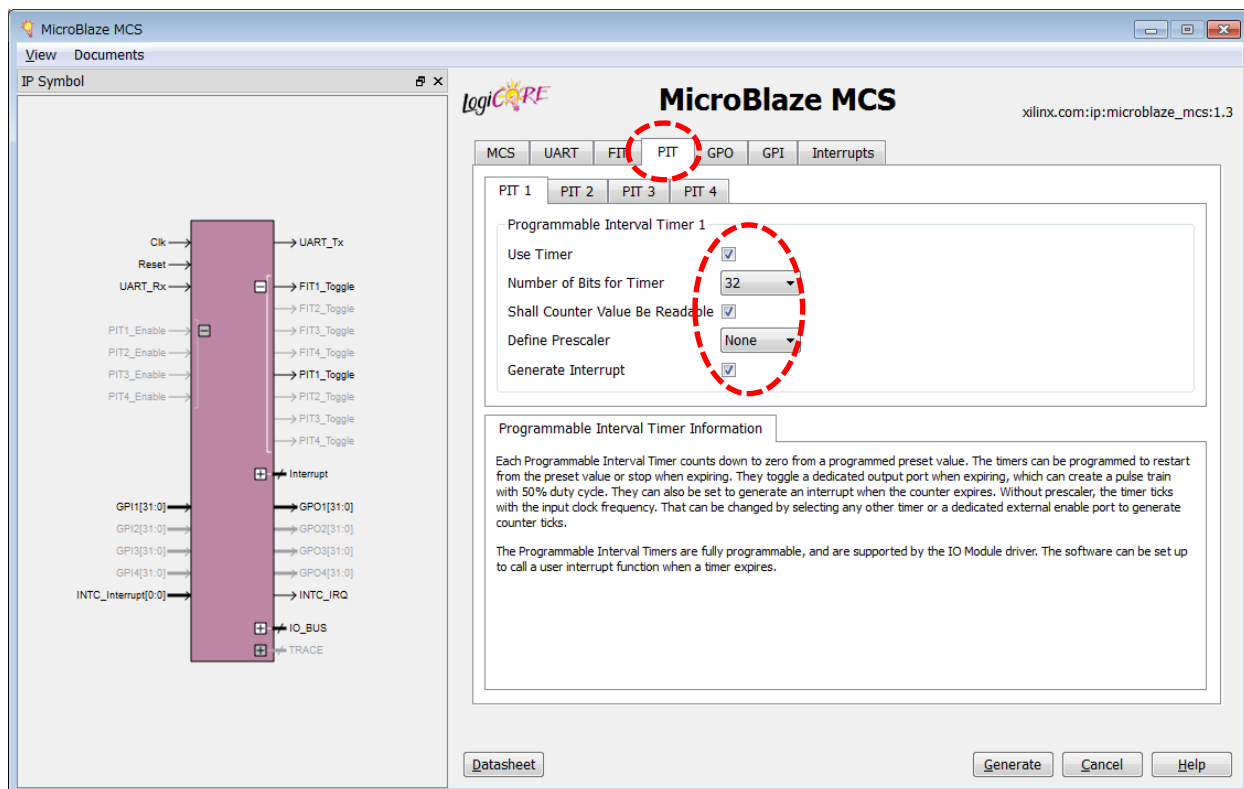 MicroBlaze MCS
View Documents
IP Symbol
Clk
Reset
UART_Rx
PIT1_Enable
PIT2_Enable
PIT3_Enable
PIT4_Enable
GPI1[31:0]
GPI2[31:0]
GPI3[31:0]
GPI4[31:0]
INTC_Interrupt[0:0]
UART_Tx
FIT1_Toggle
FIT2_Toggle
FIT3_Toggle
FIT4_Toggle
PIT1_Toggle
PIT2_Toggle
PIT3_Toggle
PIT4_Toggle
Interrupt
GPO1[31:0]
GPO2[31:0]
GPO3[31:0]
GPO4[31:0]
INTC_IRQ
IO_BUS
TRACE
LogiCORE
MicroBlaze MCS
xilinx.com:ip:microblaze_mcs:1.3
MCS UART FIT PIT GPO GPI Interrupts
PIT 1 PIT 2 PIT 3 PIT 4
Programmable Interval Timer 1
Use Timer
Number of Bits for Timer 32
Shall Counter Value Be Readable
Define Prescaler None
Generate Interrupt
Programmable Interval Timer Information
Each Programmable Interval Timer counts down to zero from a programmed preset value. The timers can be programmed to restart
from the preset value or stop when expiring. They toggle a dedicated output port when expiring, which can create a pulse train
with 50% duty cycle. They can also be set to generate an interrupt when the counter expires. Without prescaler, the timer ticks
with the input clock frequency. That can be changed by selecting any other timer or a dedicated external enable port to generate
counter ticks.
The Programmable Interval Timers are fully programmable, and are supported by the IO Module driver. The software can be set up
to call a user interrupt function when a timer expires.
Datasheet
Generate Cancel Help